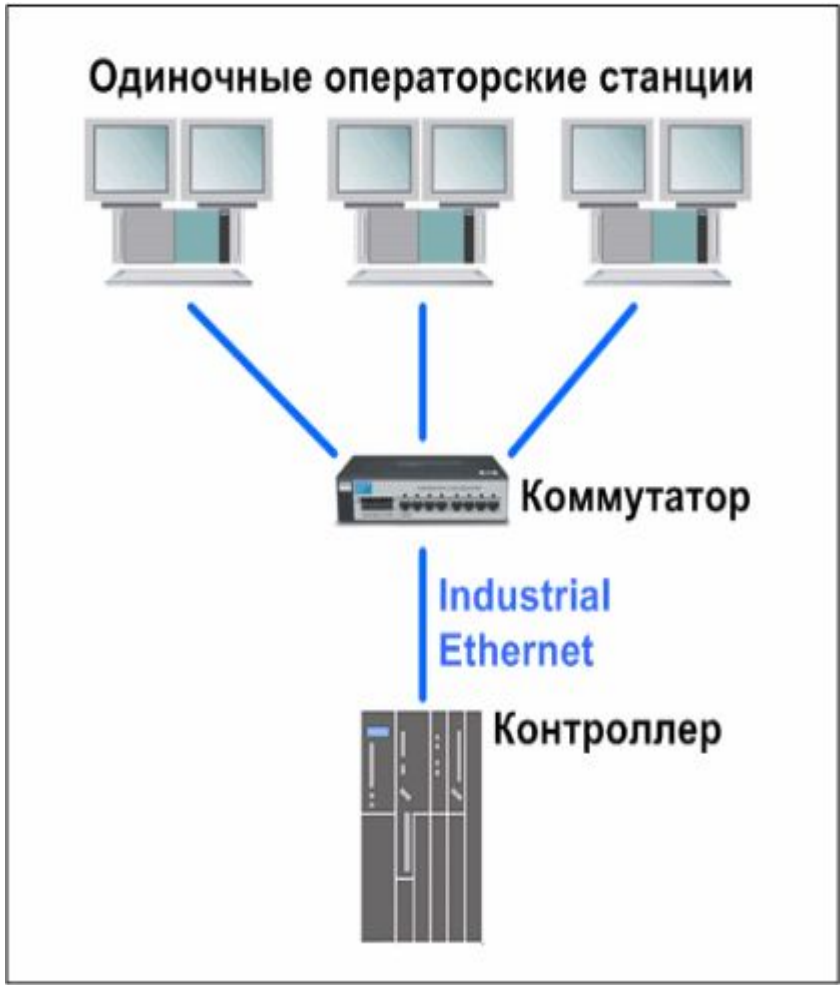 Одиночные операторские станции
Коммутатор
Industrial
Ethernet
Контроллер